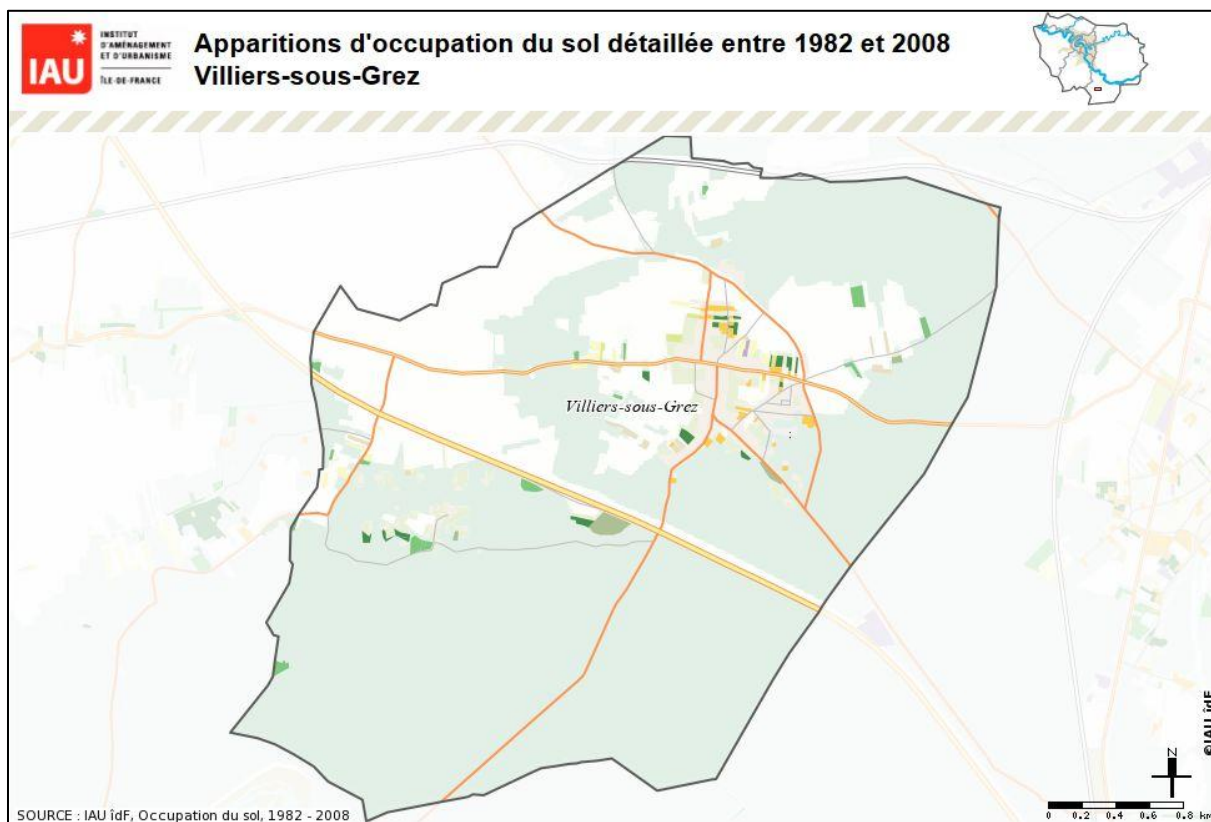 IAU
INSTITUT
D'AMÉNAGEMENT
ET D'URBANISME
ÎLE-DE-FRANCE
Apparitions d'occupation du sol détaillée entre 1982 et 2008
Villiers-sous-Grez
Villiers-sous-Grez
©IAU îdF
N
SOURCE : IAU îdF, Occupation du sol, 1982 - 2008
0 0.2 0.4 0.6 0.8 km